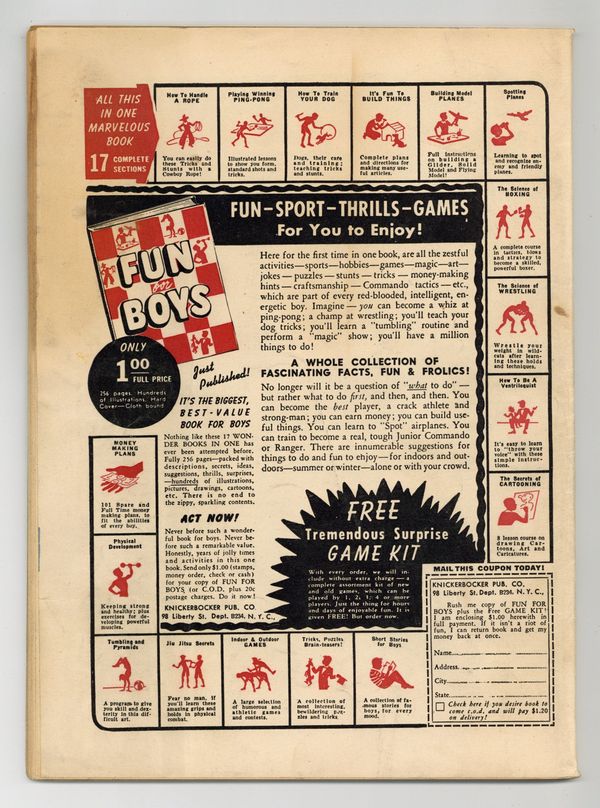 ALL THIS
IN ONE
MARVELOUS
BOOK
17 COMPLETE
SECTIONS
How To Handle
A ROPE
You can easily do
these Tricks and
Stunts with a
Cowboy Rope!
Playing Winning
PING-PONG
Illustrated lessons
to show you form,
standard shots and
tricks.
How To Train
YOUR DOG
Dogs, their care
and training;
teaching tricks
and stunts.
It's Fun To
BUILD THINGS
Complete plans
and directions for
making many use-
ful articles.
Building Model
PLANES
Full instructions
on building a
Glider, Solid
Model and Flying
Model!
Spotting
Planes
Learning to spot
and recognize en-
emy and friendly
planes.
The Science of
BOXING
A complete course
in tactics, blows
and strategy to
become a skilled,
powerful boxer.
The Science of
WRESTLING
Wrestle your
weight in wild-
cats after learn-
ing these holds
and techniques.
How To Be A
Ventriloquist
It's easy to learn
to "throw your
voice" with these
simple instruc-
tions.
The Secrets of
CARTOONING
8 lesson course on
drawing Car-
toons, Art and
Caricatures.
FUN-SPORT-THRILLS-GAMES
For You to Enjoy!
FUN
for
BOYS
ONLY
1.00
FULL PRICE
256 pages. Hundreds
of illustrations. Hard
Cover—Cloth bound
Just
Published!
Here for the first time in one book, are all the zestful
activities—sports—hobbies—games—magic—art—
jokes — puzzles — stunts — tricks — money-making
hints — craftsmanship — Commando tactics — etc.,
which are part of every red-blooded, intelligent, en-
ergetic boy. Imagine — you can become a whiz at
ping-pong; a champ at wrestling; you'll teach your
dog tricks; you'll learn a "tumbling" routine and
perform a "magic" show; you'll have a million
things to do!
A WHOLE COLLECTION OF
FASCINATING FACTS, FUN & FROLICS!
No longer will it be a question of "what to do" —
but rather what to do first, and then, and then. You
can become the best player, a crack athlete and
strong-man; you can earn money; you can build use-
ful things. You can learn to "Spot" airplanes. You
can train to become a real, tough Junior Commando
or Ranger. There are innumerable suggestions for
things to do and fun to enjoy—for indoors and out-
doors—summer or winter—alone or with your crowd.
IT'S THE BIGGEST,
BEST-VALUE
BOOK FOR BOYS
Nothing like these 17 WON-
DER BOOKS IN ONE has
ever been attempted before.
Fully 256 pages—packed with
descriptions, secrets, ideas,
suggestions, thrills, surprises,
—hundreds of illustrations,
pictures, drawings, cartoons,
etc. There is no end to
the zippy, sparkling contents.
ACT NOW!
Never before such a wonder-
ful book for boys. Never be-
fore such a remarkable value.
Honestly, years of jolly times
and activities in this one
book. Send only $1.00 (stamps,
money order, check or cash)
for your copy of FUN FOR
BOYS, (or C.O.D. plus 20c
postage charges. Do it now!
KNICKERBOCKER PUB. CO.
98 Liberty St. Dept. B234. N. Y. C.,
FREE
Tremendous Surprise
GAME KIT
With every order, we will in-
clude without extra charge — a
complete assortment kit of new
and old games, which can be
played by 1, 2, 3, 4 or more
players. Just the thing for hours
and days of enjoyable fun. It is
given FREE! But order now.
MONEY
MAKING
PLANS
101 Spare and
Full Time money
making plans, to
fit the abilities
of every boy.
Physical
Development
Keeping strong
and healthy; plus
exercises for de-
veloping powerful
muscles.
Tumbling and
Pyramids
A program to give
you skill and dex-
terity in this dif-
ficult art.
Jiu Jitsu Secrets
Fear no man, if
you'll learn these
amazing grips and
holds in physical
combat.
Indoor & Outdoor
GAMES
A large selection
of humorous and
athletic games
and contests.
Tricks, Puzzles
Brain-teasers!
A collection of
most interesting,
bewildering puz-
zles and tricks.
Short Stories
for Boys
A collection of fa-
mous stories for
boys, for every
mood.
MAIL THIS COUPON TODAY!
KNICKERBOCKER PUB. CO.
98 Liberty St. Dept. B234. N. Y. C.,
Rush me copy of FUN FOR
BOYS plus the Free GAME KIT!
I am enclosing $1.00 herewith in
full payment. If it isn't a riot of
fun, I can return book and get my
money back at once.
Name
Address.
City
State
Check here if you desire book to
come c.o.d. and will pay $1.20
on delivery!